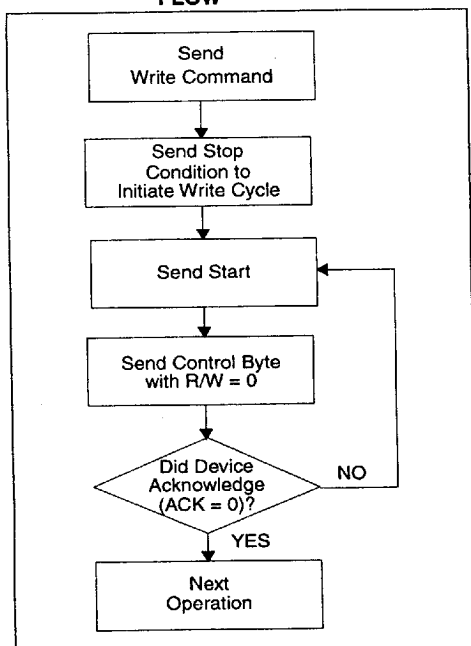 FLOW
Send
Write Command
Send Stop
Condition to
Initiate Write Cycle
Send Start
Send Control Byte
with R/W = 0
Did Device
Acknowledge
(ACK = 0)?
NO
YES
Next
Operation